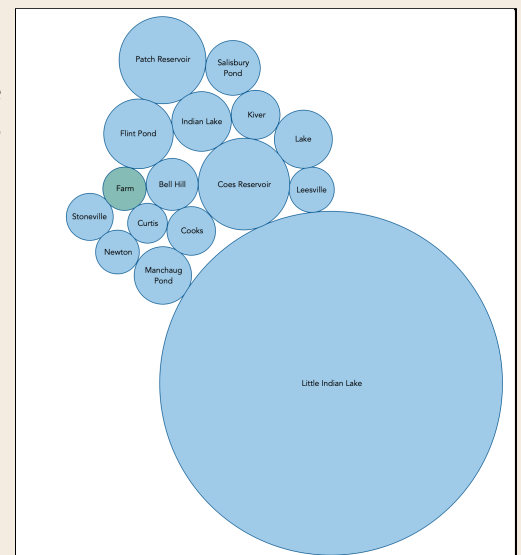 Patch Reservoir
Salisbury
Pond
Kiver
Indian Lake
Flint Pond
Lake
Farm
Bell Hill
Coes Reservoir
Leesville
Stoneville
Curtis
Cooks
Newton
Manchaug
Pond
Little Indian Lake